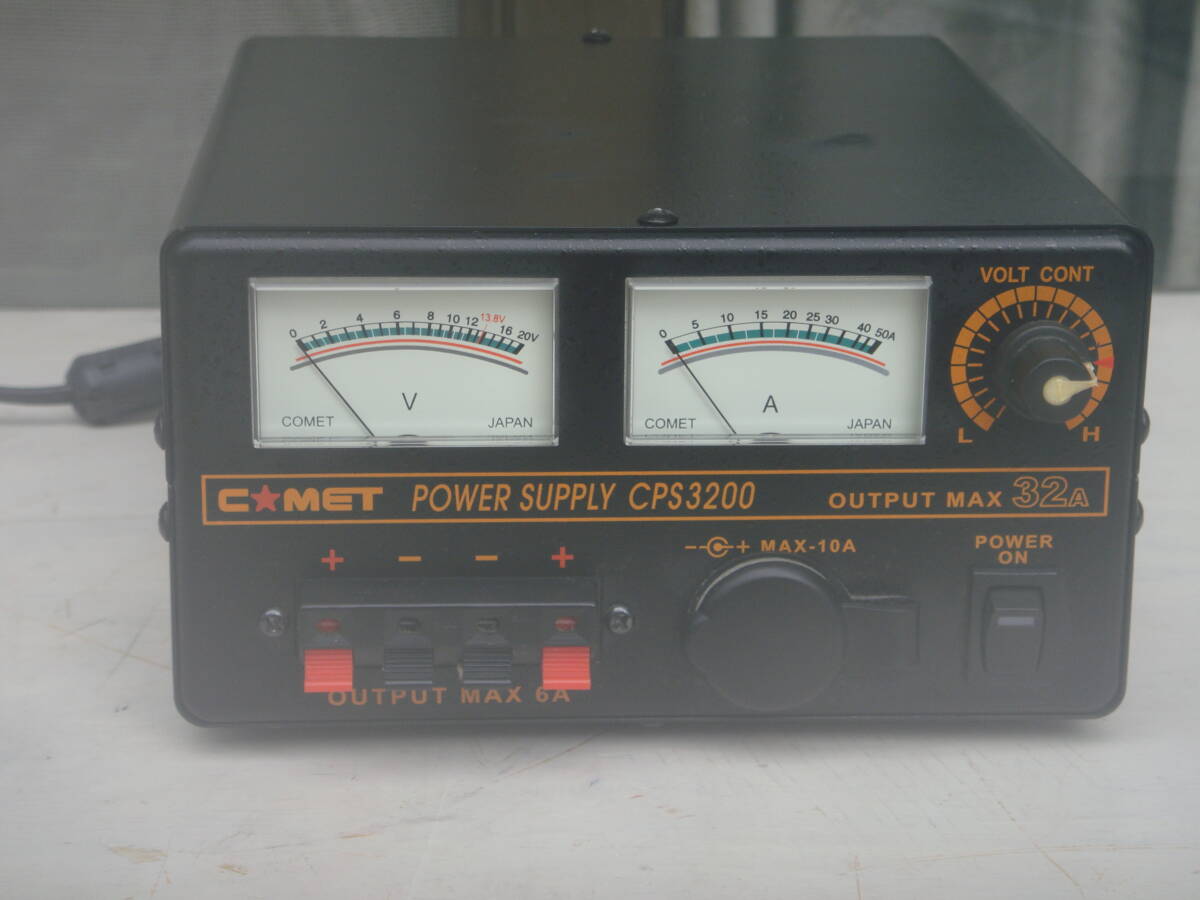 VOLT CONT
0 2 4 6 8 10 12 13.8V 16 20V
V
COMET JAPAN
0 5 10 15 20 25 30 40 50A
A
COMET JAPAN
L H
C★MET POWER SUPPLY CPS3200 OUTPUT MAX 32A
+ − − +
− + MAX-10A
POWER
ON
OUTPUT MAX 6A